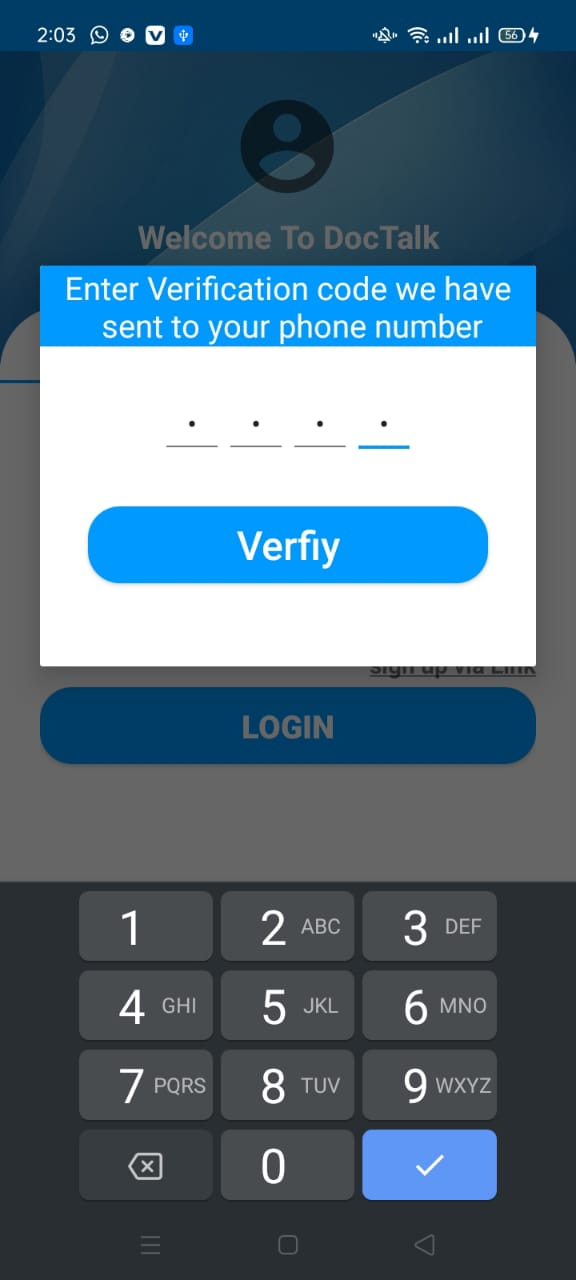 2:03
56
Welcome To DocTalk
Enter Verification code we have
sent to your phone number
Verfiy
sign up via Link
LOGIN
1
2 ABC
3 DEF
4 GHI
5 JKL
6 MNO
7 PQRS
8 TUV
9 WXYZ
0